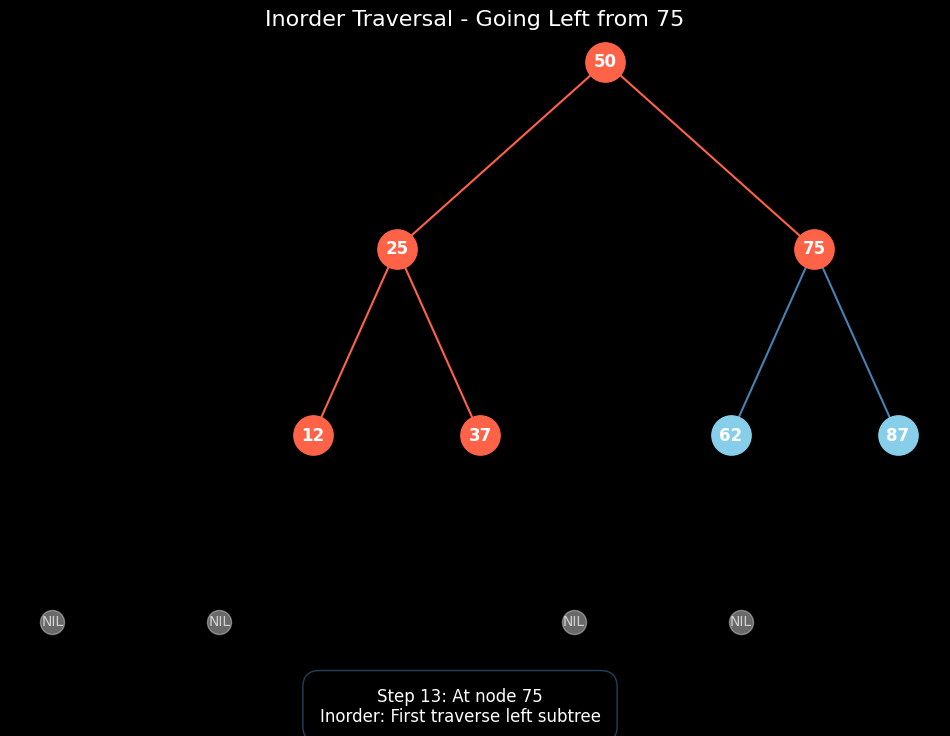 Inorder Traversal - Going Left from 75
50
25
75
12
37
62
87
NIL
NIL
NIL
NIL
Step 13: At node 75
Inorder: First traverse left subtree